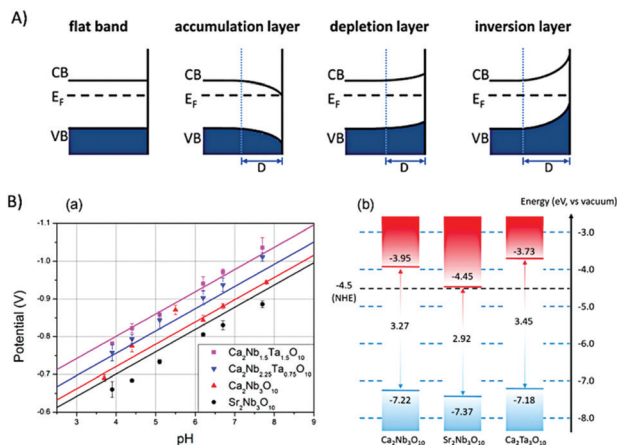 A)
flat band accumulation layer depletion layer inversion layer
CB CB CB CB
E_F E_F E_F E_F
VB VB VB VB
D D D
B) (a) (b) Energy (eV, vs vacuum)
-1.1
-1.0
-0.9
-0.8
-0.7
-0.6
Potential (V)
3 4 5 6 7 8 9
pH
Ca₂Nb₁.₅Ta₁.₅O₁₀
Ca₂Nb₂.₂₅Ta₀.₇₅O₁₀
Ca₂Nb₃O₁₀
Sr₂Nb₃O₁₀
-3.95 -4.45 -3.73
-4.5
(NHE)
3.27 2.92 3.45
-7.22 -7.37 -7.18
-3.0
-4.0
-5.0
-6.0
-7.0
-8.0
Ca₂Nb₃O₁₀ Sr₂Nb₃O₁₀ Ca₂Ta₃O₁₀